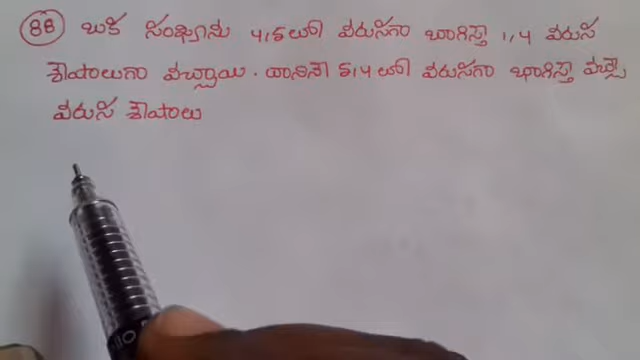 88 ఒక సంఖ్యను 4,5 లతో వరుసగా భాగిస్తే 1,4 వరుస
శేషాలుగా వచ్చాయి. దానినే 5,4 లతో వరుసగా భాగిస్తే వచ్చే
వరుస శేషాలు